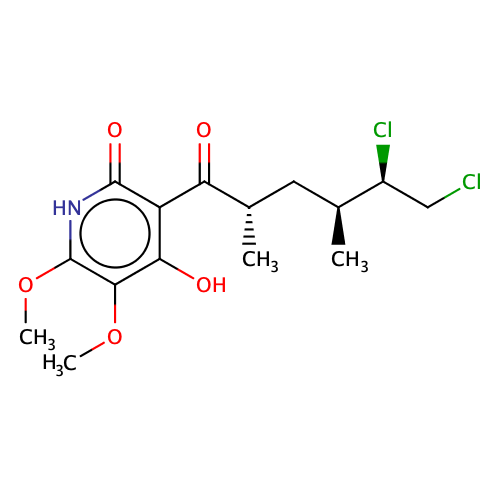 O O Cl
Cl
HN
CH3 CH3
O OH
CH3 O
H3C